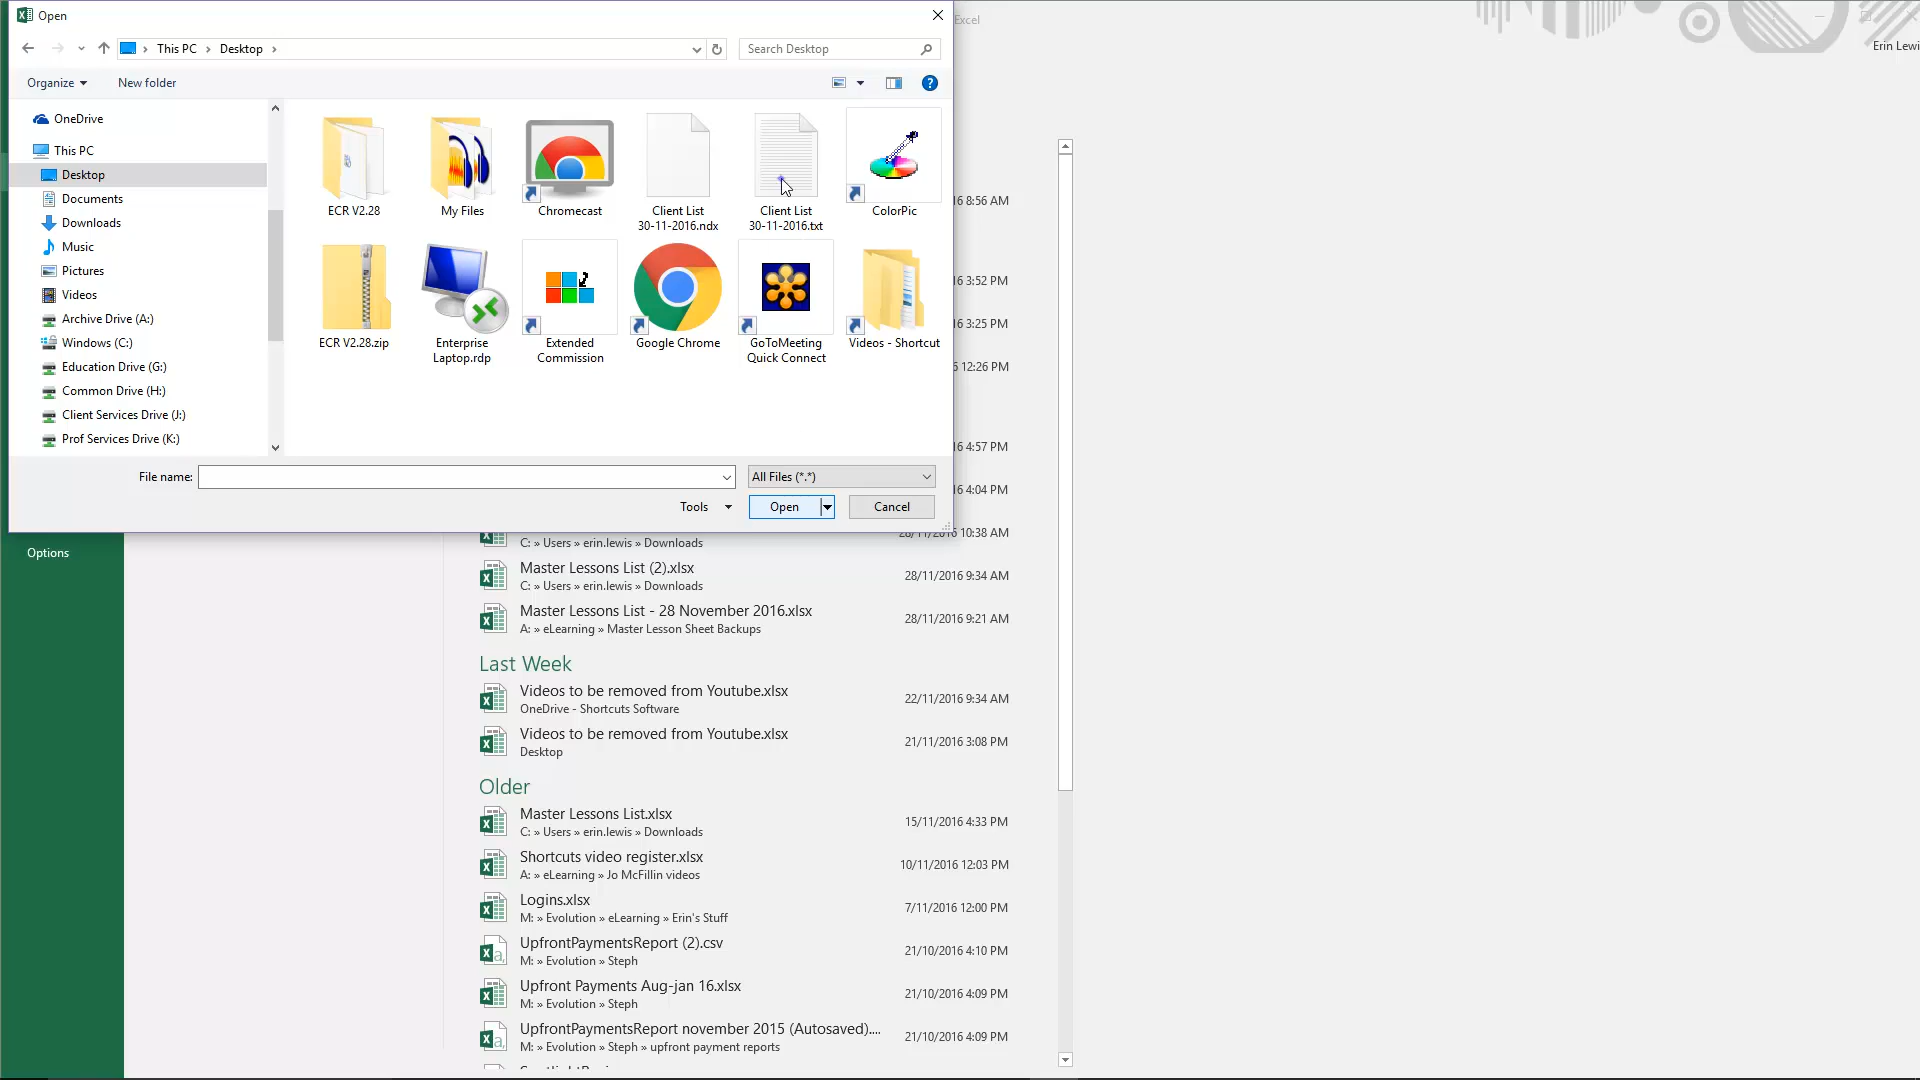 Open
Excel
Erin Lewi
This PC
Desktop
Search Desktop
Organize
New folder
OneDrive
This PC
Desktop
Documents
Downloads
Music
Pictures
Videos
Archive Drive (A:)
Windows (C:)
Education Drive (G:)
Common Drive (H:)
Client Services Drive (J:)
Prof Services Drive (K:)
ECR V2.28
My Files
Chromecast
Client List
30-11-2016.ndx
Client List
30-11-2016.txt
ColorPic
ECR V2.28.zip
Enterprise
Laptop.rdp
Extended
Commission
Google Chrome
GoToMeeting
Quick Connect
Videos - Shortcut
File name:
All Files (*.*)
Tools
Open
Cancel
6 8:56 AM
6 3:52 PM
6 3:25 PM
6 12:26 PM
6 4:57 PM
6 4:04 PM
28/11/2016 10:38 AM
Options
C: » Users » erin.lewis » Downloads
Master Lessons List (2).xlsx
28/11/2016 9:34 AM
C: » Users » erin.lewis » Downloads
Master Lessons List - 28 November 2016.xlsx
28/11/2016 9:21 AM
A: » eLearning » Master Lesson Sheet Backups
Last Week
Videos to be removed from Youtube.xlsx
22/11/2016 9:34 AM
OneDrive - Shortcuts Software
Videos to be removed from Youtube.xlsx
21/11/2016 3:08 PM
Desktop
Older
Master Lessons List.xlsx
15/11/2016 4:33 PM
C: » Users » erin.lewis » Downloads
Shortcuts video register.xlsx
10/11/2016 12:03 PM
A: » eLearning » Jo McFillin videos
Logins.xlsx
7/11/2016 12:00 PM
M: » Evolution » eLearning » Erin's Stuff
UpfrontPaymentsReport (2).csv
21/10/2016 4:10 PM
M: » Evolution » Steph
Upfront Payments Aug-jan 16.xlsx
21/10/2016 4:09 PM
M: » Evolution » Steph
UpfrontPaymentsReport november 2015 (Autosaved)....
21/10/2016 4:09 PM
M: » Evolution » Steph » upfront payment reports